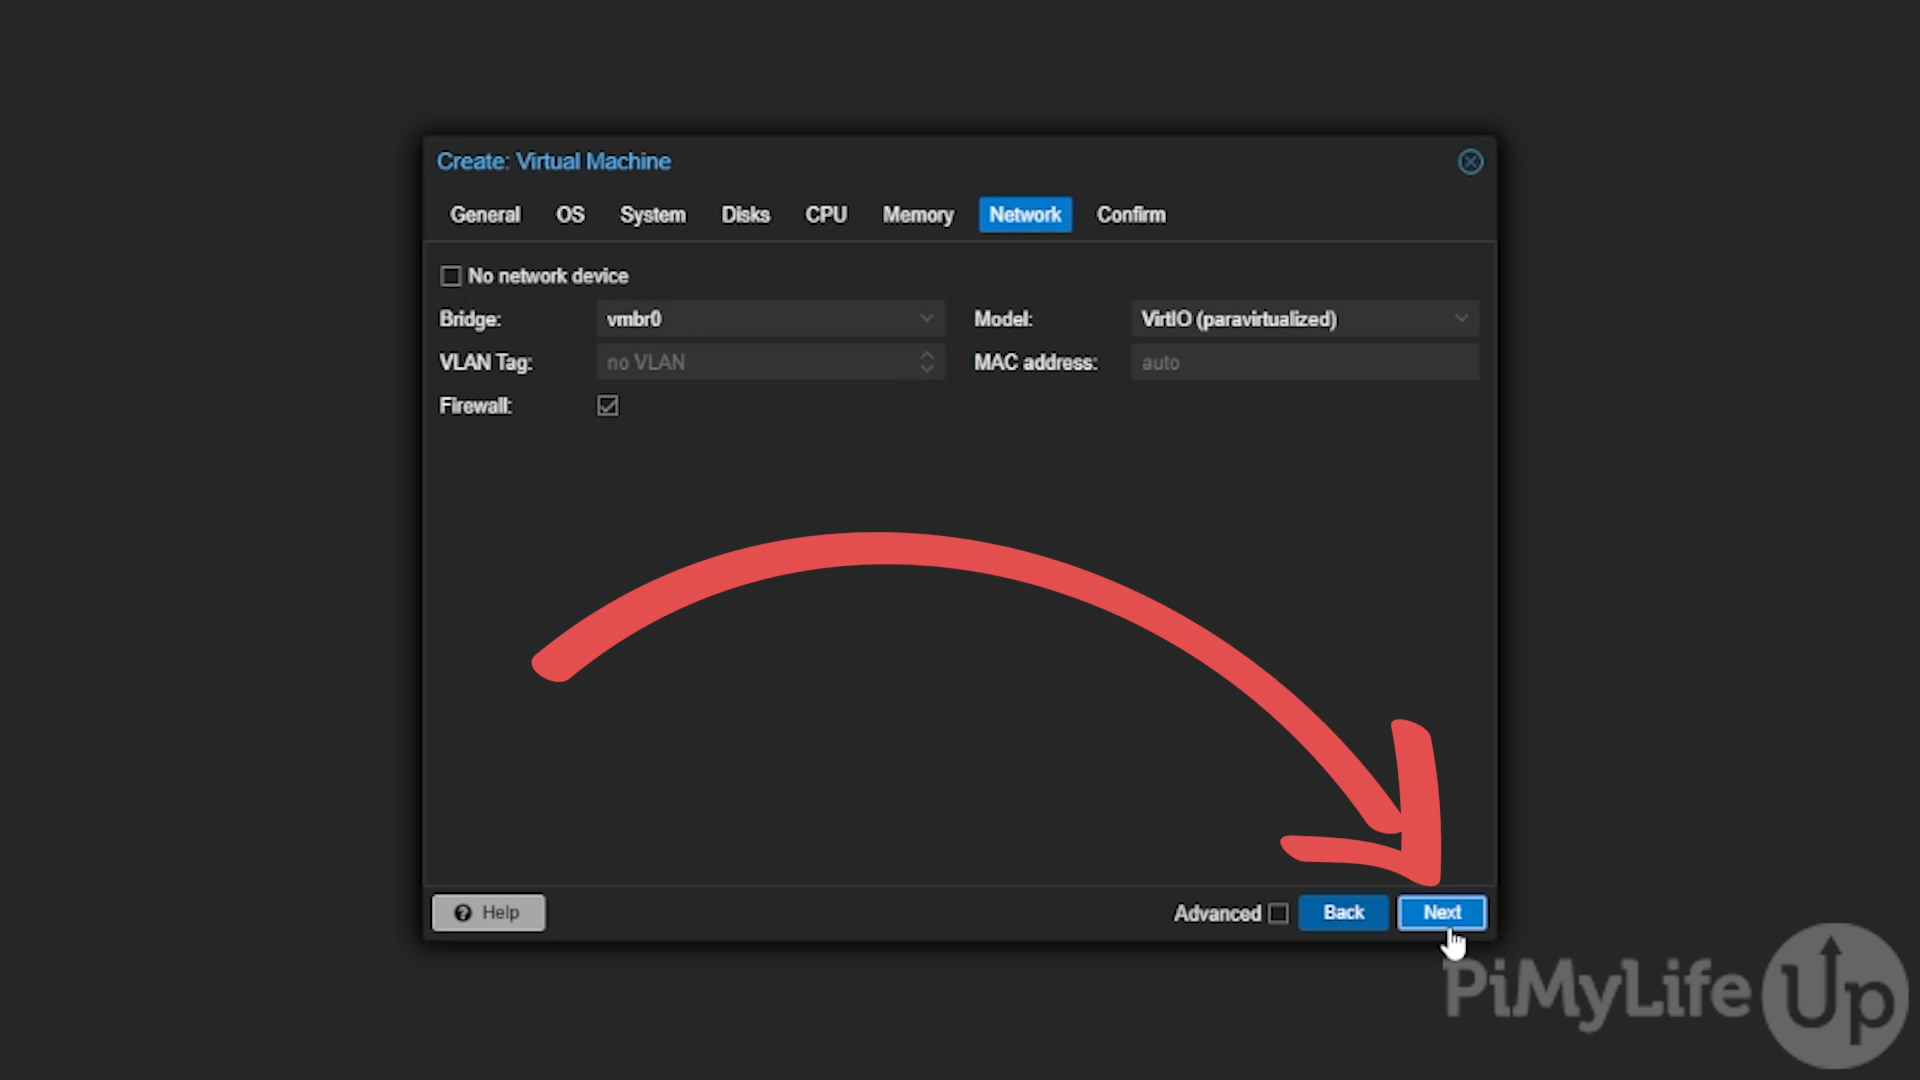 Create: Virtual Machine
General OS System Disks CPU Memory Network Confirm
No network device
Bridge: vmbr0 Model: VirtIO (paravirtualized)
VLAN Tag: no VLAN MAC address: auto
Firewall:
Help Advanced Back Next
PiMyLifeUp